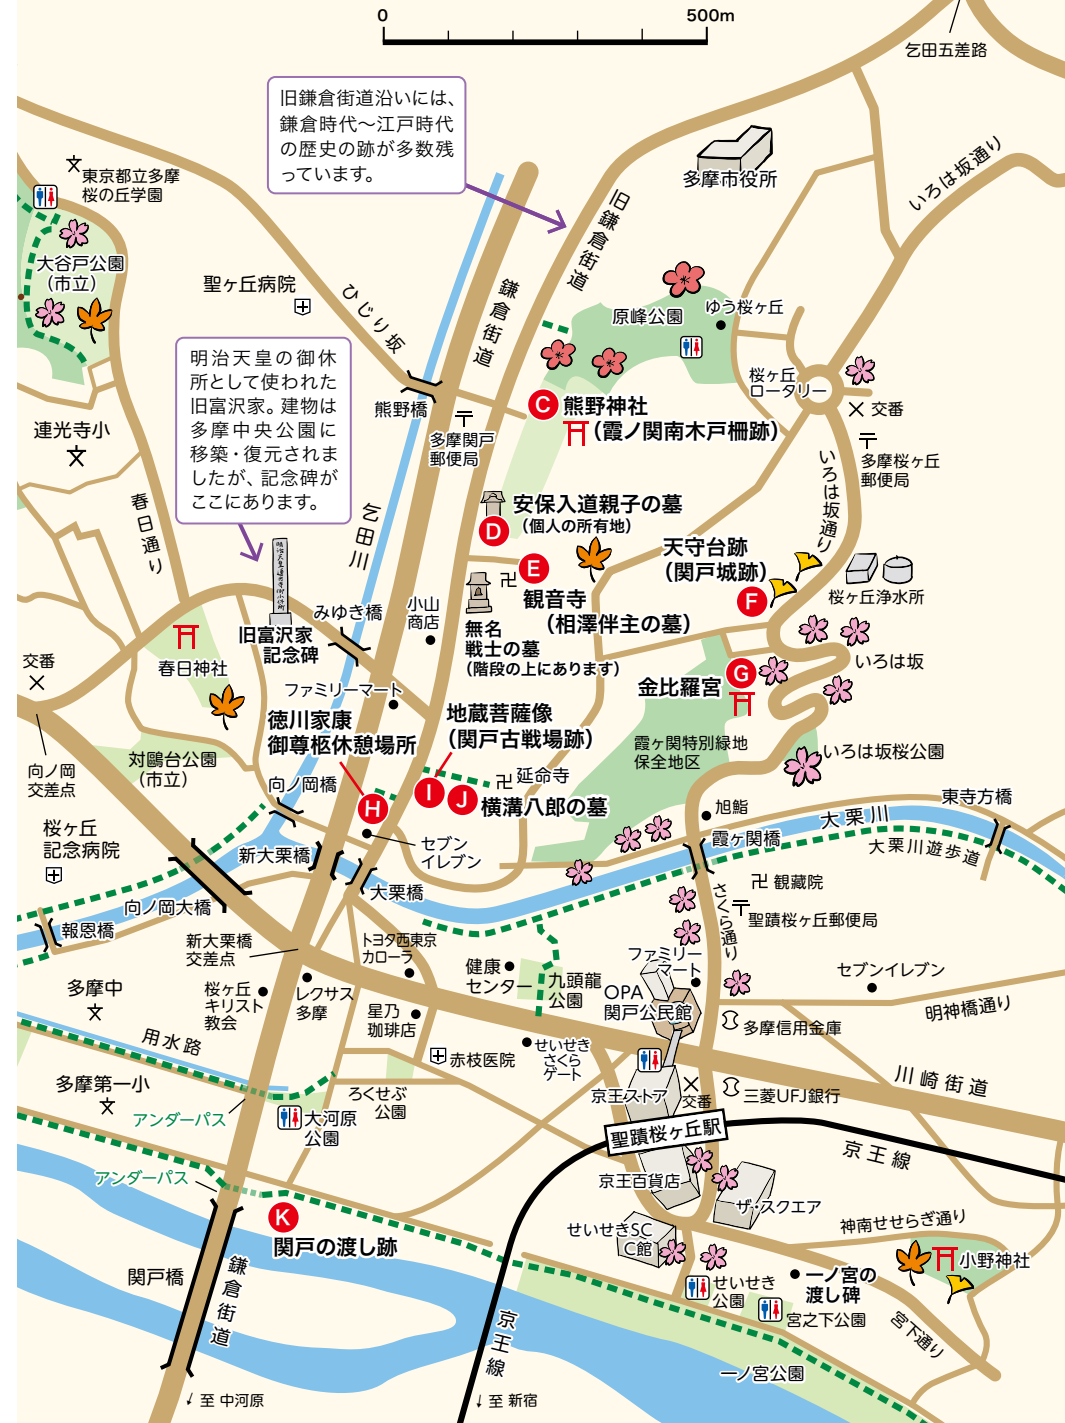 0
500m
乞田五差路
旧鎌倉街道沿いには、
鎌倉時代～江戸時代
の歴史の跡が多数残
っています。
東京都立多摩
桜の丘学園
多摩市役所
いろは坂通り
旧鎌倉街道
大谷戸公園
(市立)
聖ヶ丘病院
ひじり坂
鎌倉街道
原峰公園
ゆう桜ヶ丘
明治天皇の御休
所として使われた
旧富沢家。建物は
多摩中央公園に
移築・復元されま
したが、記念碑が
ここにあります。
桜ヶ丘
ロータリー
交番
熊野橋
C
熊野神社
(霞ノ関南木戸柵跡)
連光寺小
多摩関戸
郵便局
多摩桜ヶ丘
郵便局
いろは坂通り
春日通り
乞田川
D
安保入道親子の墓
(個人の所有地)
E
観音寺
(相澤伴主の墓)
天守台跡
(関戸城跡)
F
桜ヶ丘浄水所
みゆき橋
小山
商店
旧富沢家
記念碑
無名
戦士の墓
(階段の上にあります)
交番
春日神社
いろは坂
G
金比羅宮
ファミリーマート
徳川家康
御尊柩休憩場所
地蔵菩薩像
(関戸古戦場跡)
霞ヶ関特別緑地
保全地区
いろは坂桜公園
対鷗台公園
(市立)
向ノ岡
交差点
向ノ岡橋
延命寺
H
I
J
横溝八郎の墓
旭鮨
東寺方橋
大栗川
霞ヶ関橋
大栗川遊歩道
桜ヶ丘
記念病院
新大栗橋
セブン
イレブン
大栗橋
観蔵院
向ノ岡大橋
さくら通り
聖蹟桜ヶ丘郵便局
報恩橋
新大栗橋
交差点
トヨタ西東京
カローラ
ファミリー
マート
健康
センター
九頭龍
公園
セブンイレブン
多摩中
桜ヶ丘
キリスト
教会
レクサス
多摩
星乃
珈琲店
OPA
関戸公民館
多摩信用金庫
明神橋通り
用水路
赤枝医院
せいせき
さくら
ゲート
川崎街道
多摩第一小
ろくせぶ
公園
京王ストア
交番
三菱UFJ銀行
アンダーパス
大河原
公園
聖蹟桜ヶ丘駅
京王線
アンダーパス
京王百貨店
ザ・スクエア
K
関戸の渡し跡
せいせきSC
C館
神南せせらぎ通り
小野神社
関戸橋
鎌倉街道
せいせき
公園
一ノ宮の
渡し碑
宮之下公園
宮下通り
京王線
一ノ宮公園
↓至 中河原
↓至 新宿